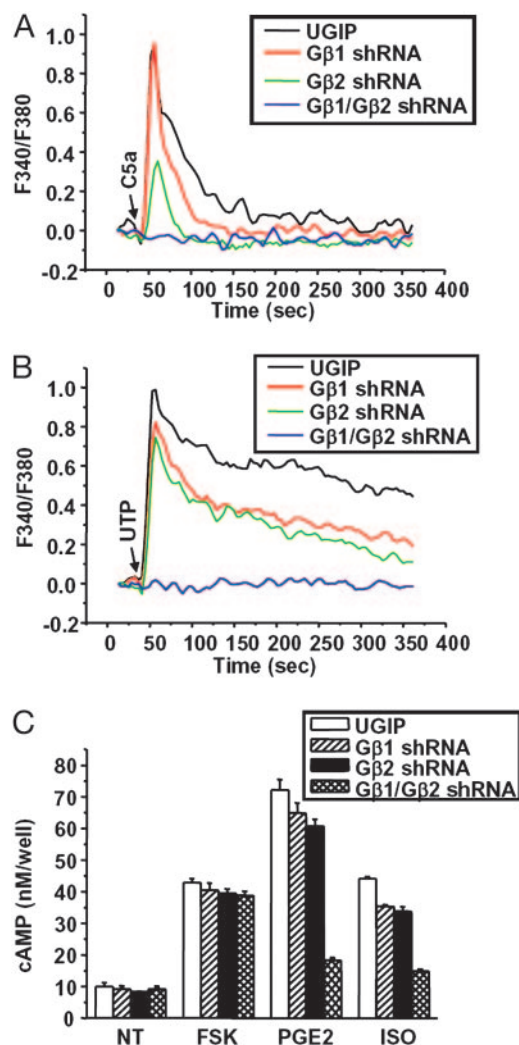 A
UGIP
Gβ1 shRNA
Gβ2 shRNA
Gβ1/Gβ2 shRNA
F340/F380
1.0
0.8
0.6
0.4
0.2
0.0
-0.2
C5a
0 50 100 150 200 250 300 350 400
Time (sec)
B
UGIP
Gβ1 shRNA
Gβ2 shRNA
Gβ1/Gβ2 shRNA
F340/F380
1.0
0.8
0.6
0.4
0.2
0.0
-0.2
UTP
0 50 100 150 200 250 300 350 400
Time (sec)
C
UGIP
Gβ1 shRNA
Gβ2 shRNA
Gβ1/Gβ2 shRNA
cAMP (nM/well)
80
70
60
50
40
30
20
10
0
NT FSK PGE2 ISO